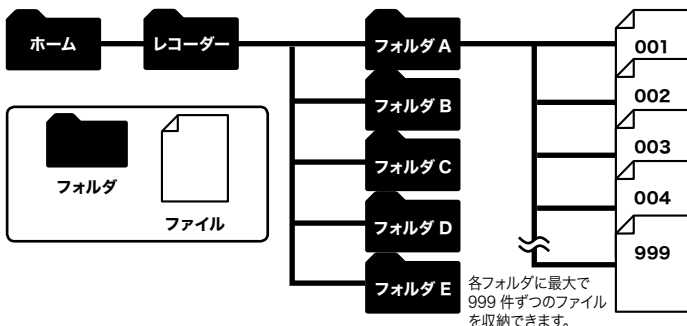 ホーム
レコーダー
フォルダ A
フォルダ B
フォルダ C
フォルダ D
フォルダ E
001
002
003
004
999
フォルダ
ファイル
各フォルダに最大で
999 件ずつのファイル
を収納できます。